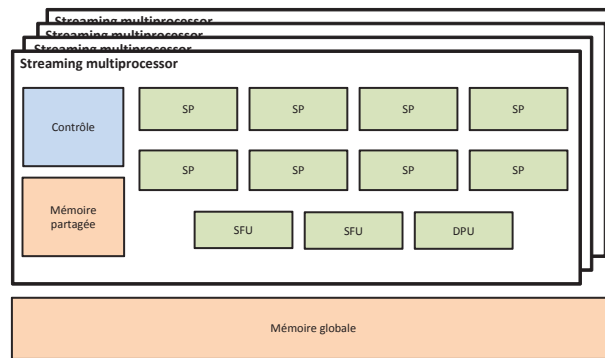 Streaming multiprocessor
Streaming multiprocessor
Streaming multiprocessor
Streaming multiprocessor
Contrôle
SP SP SP SP
SP SP SP SP
Mémoire
partagée
SFU SFU DPU
Mémoire globale